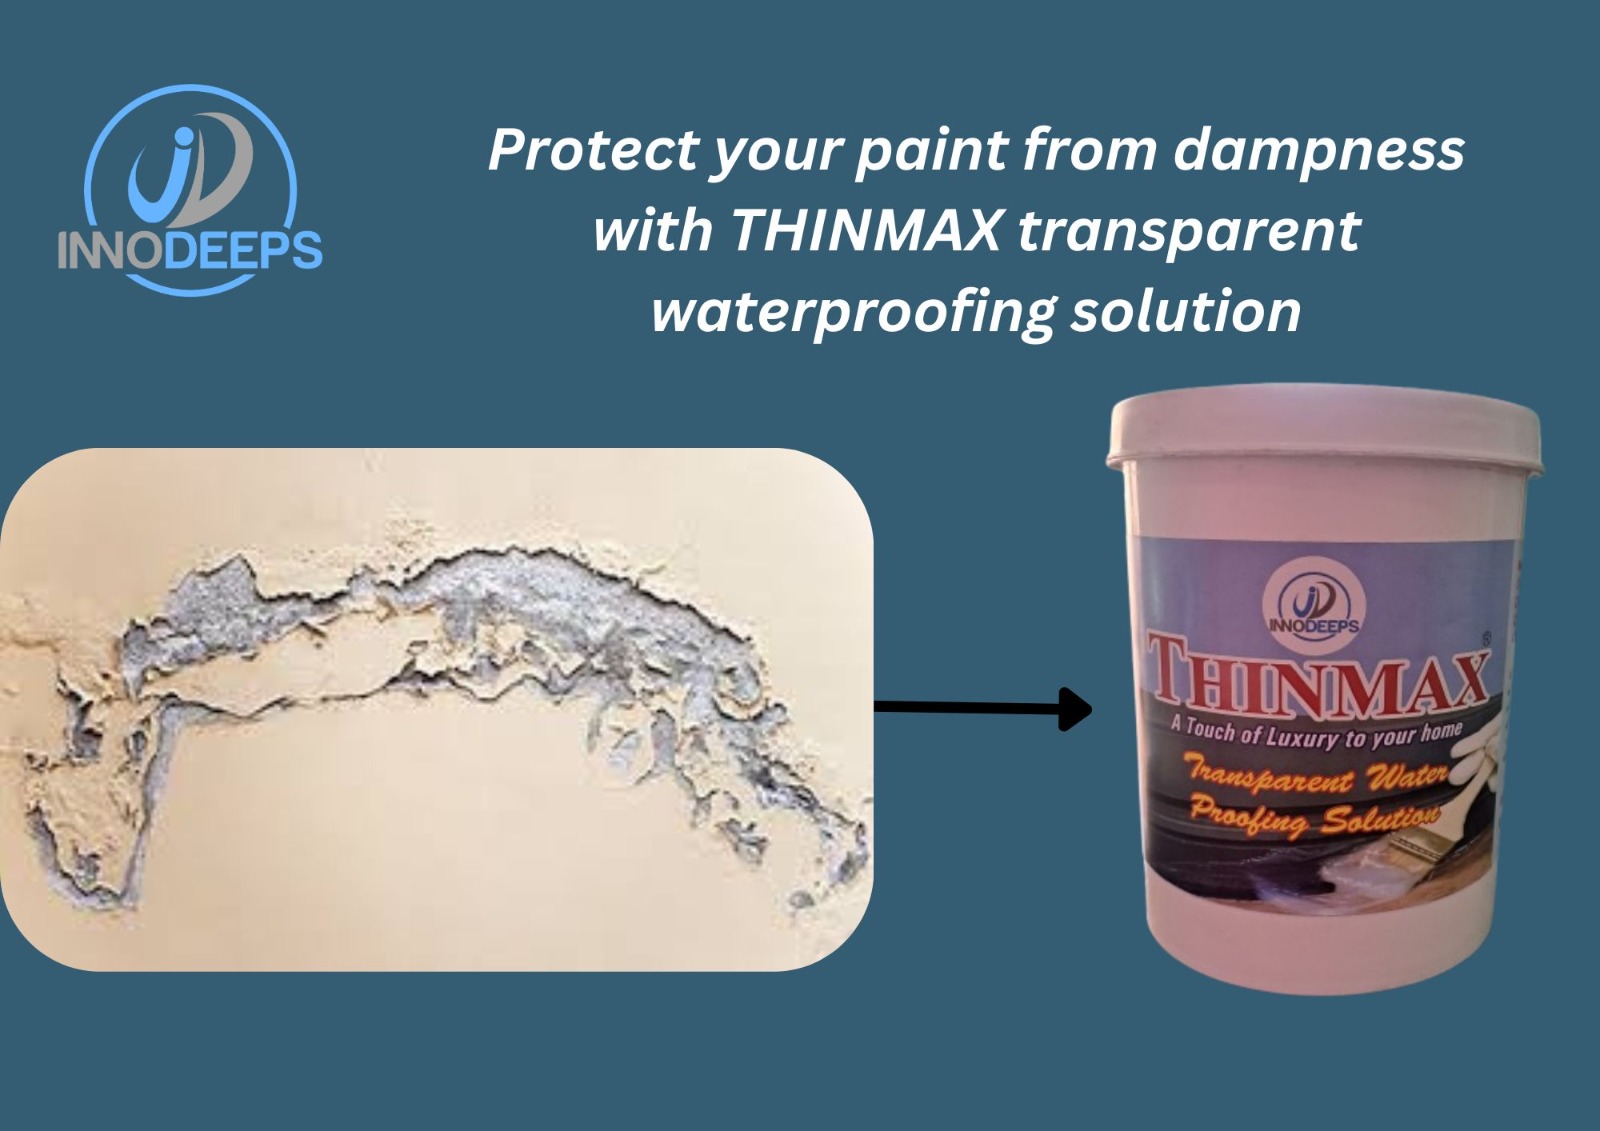 INNODEEPS
Protect your paint from dampness
with THINMAX transparent
waterproofing solution
INNODEEPS
THINMAX®
A Touch of Luxury to your home
Transparent Water
Proofing Solution